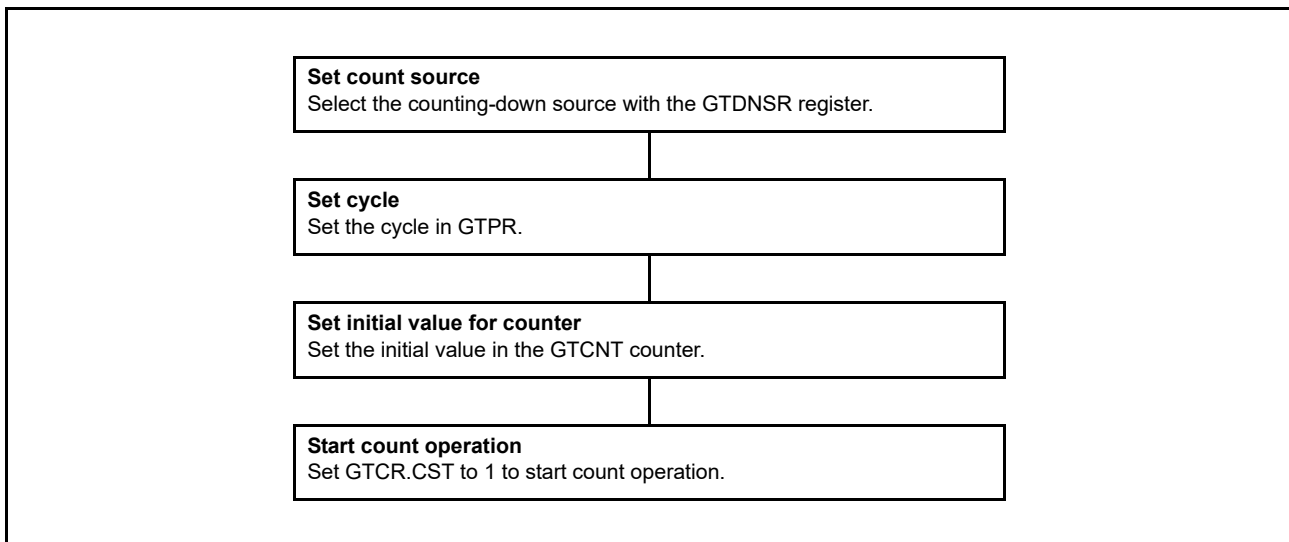 Set count source
Select the counting-down source with the GTDNSR register.
Set cycle
Set the cycle in GTPR.
Set initial value for counter
Set the initial value in the GTCNT counter.
Start count operation
Set GTCR.CST to 1 to start count operation.